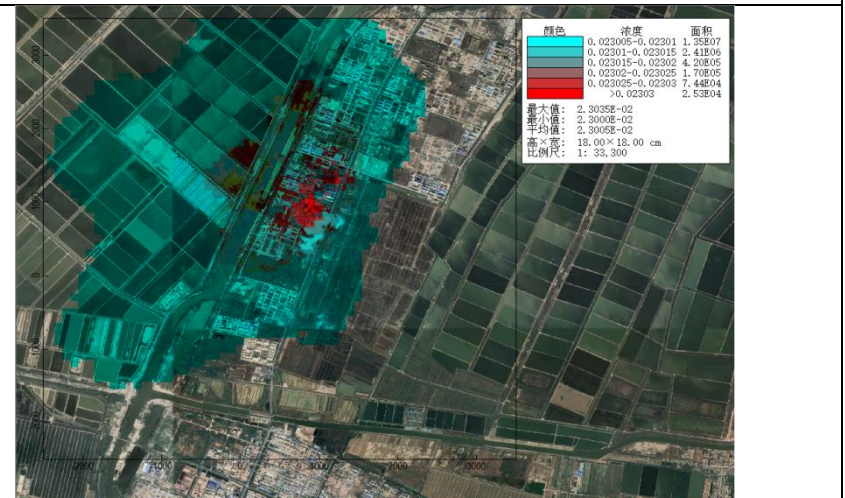 颜色 浓度 面积
0.023005-0.02301 1.35E07
0.02301-0.023015 2.41E06
0.023015-0.02302 4.20E05
0.02302-0.023025 1.70E05
0.023025-0.02303 7.44E04
>0.02303 2.53E04
最大值: 2.3035E-02
最小值: 2.3000E-02
平均值: 2.3005E-02
高×宽: 18.00×18.00 cm
比例尺: 1: 33,300
3000
2000
1000
0
-1000
-2000
-2000 -1000 0 1000 2000 3000